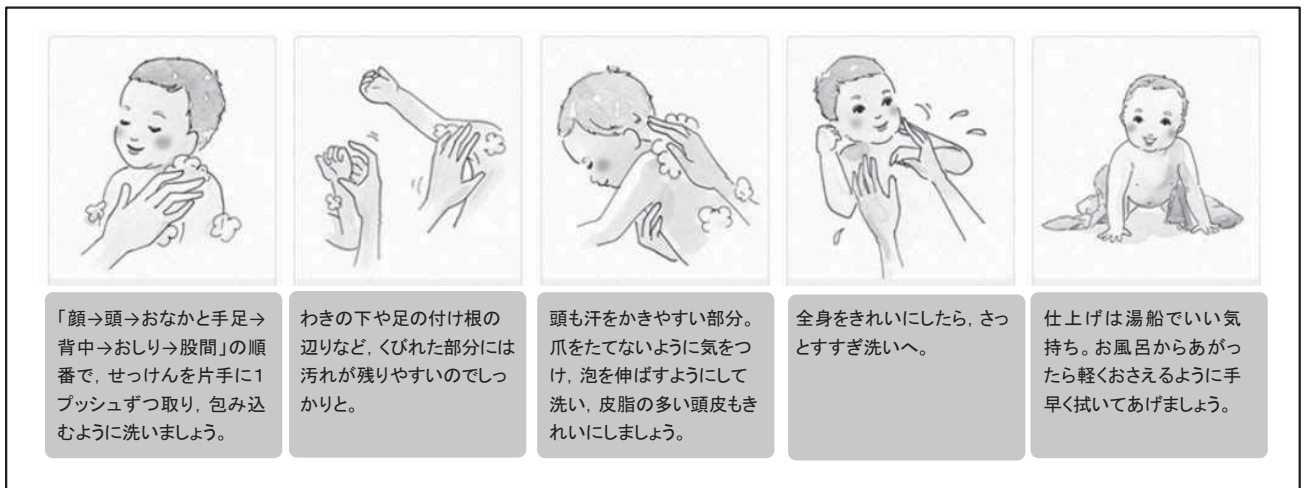 「顔→頭→おなかと手足→
背中→おしり→股間」の順
番で，せっけんを片手に1
プッシュずつ取り，包み込
むように洗いましょう。
わきの下や足の付け根の
辺りなど，くびれた部分には
汚れが残りやすいのでしっ
かりと。
頭も汗をかきやすい部分。
爪をたてないように気をつ
け，泡を伸ばすようにして
洗い，皮脂の多い頭皮もき
れいにしましょう。
全身をきれいにしたら，さっ
とすすぎ洗いへ。
仕上げは湯船でいい気
持ち。お風呂からあがっ
たら軽くおさえるように手
早く拭いてあげましょう。